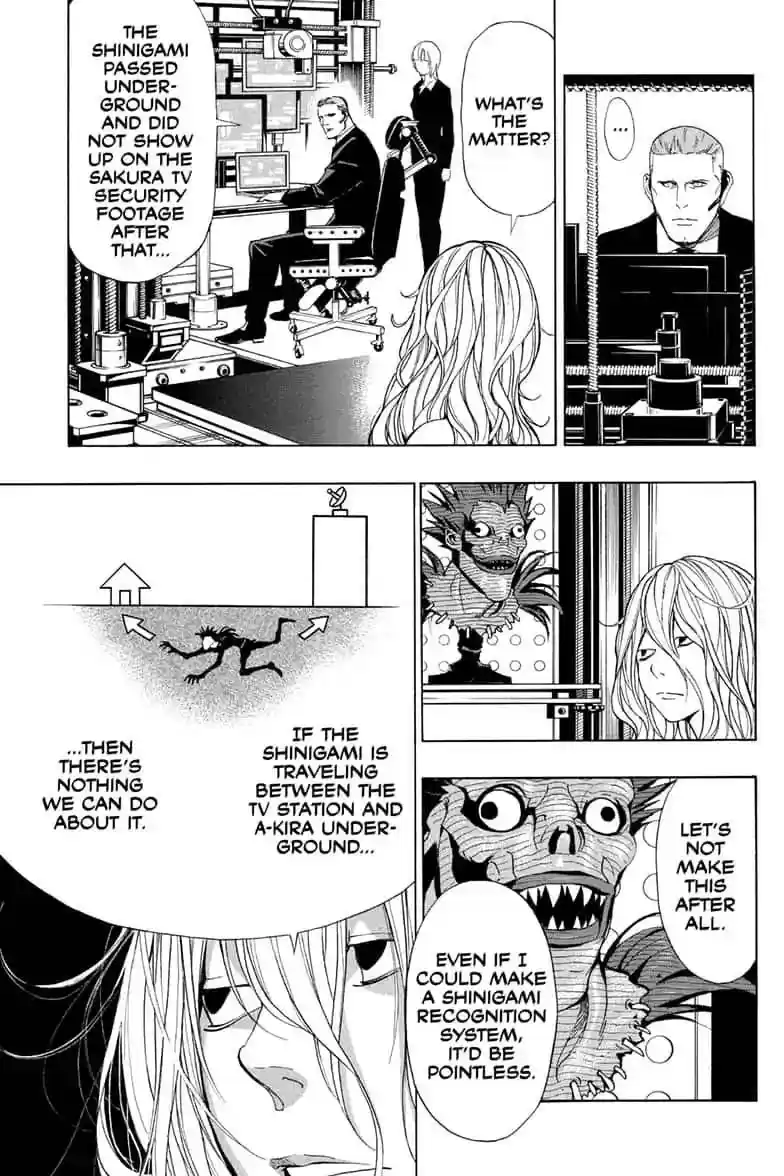 ...
WHAT'S
THE
MATTER?
THE
SHINIGAMI
PASSED
UNDER-
GROUND
AND DID
NOT SHOW
UP ON THE
SAKURA TV
SECURITY
FOOTAGE
AFTER
THAT...
LET'S
NOT
MAKE
THIS
AFTER
ALL.
EVEN IF I
COULD MAKE
A SHINIGAMI
RECOGNITION
SYSTEM,
IT'D BE
POINTLESS.
IF THE
SHINIGAMI IS
TRAVELING
BETWEEN THE
TV STATION AND
A-KIRA UNDER-
GROUND...
...THEN
THERE'S
NOTHING
WE CAN DO
ABOUT IT.